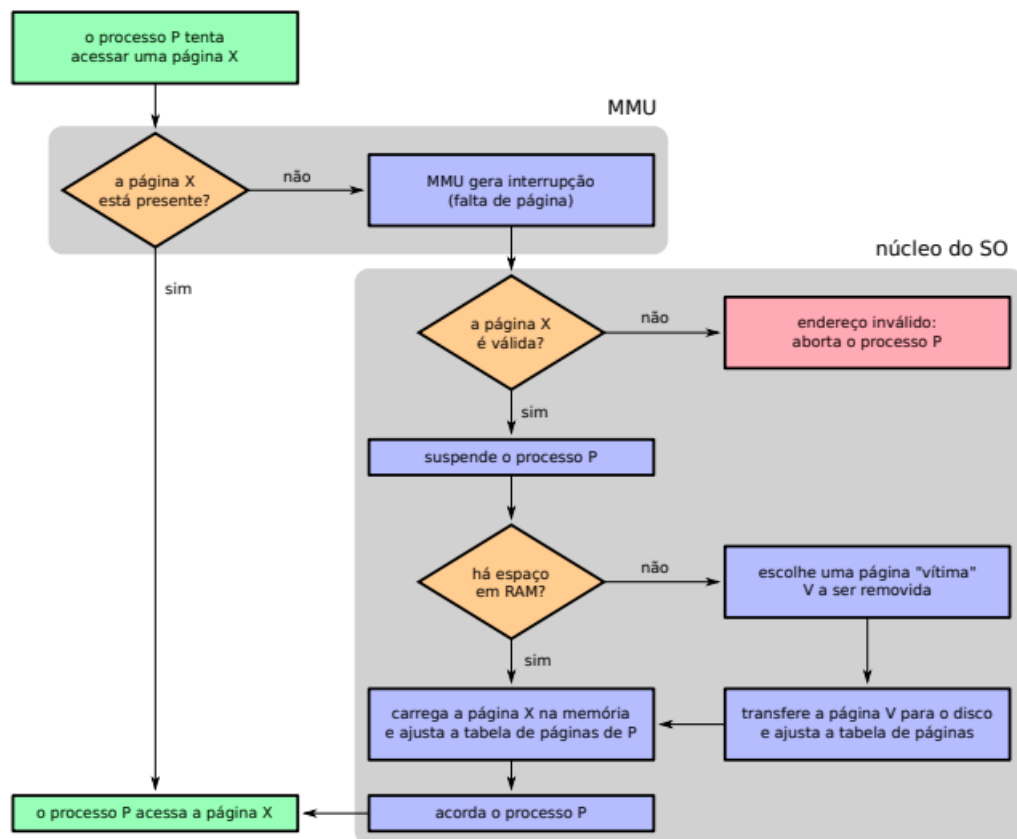 o processo P tenta
acessar uma página X
MMU
a página X
está presente?
não
MMU gera interrupção
(falta de página)
sim
núcleo do SO
a página X
é válida?
não
endereço inválido:
aborta o processo P
sim
suspende o processo P
há espaço
em RAM?
não
escolhe uma página "vítima"
V a ser removida
sim
carrega a página X na memória
e ajusta a tabela de páginas de P
transfere a página V para o disco
e ajusta a tabela de páginas
o processo P acessa a página X
acorda o processo P